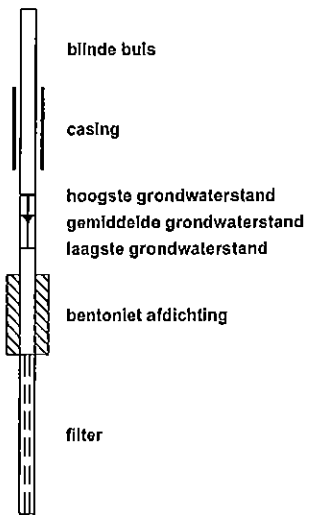 blinde buis
casing
hoogste grondwaterstand
gemiddelde grondwaterstand
laagste grondwaterstand
bentoniet afdichting
filter